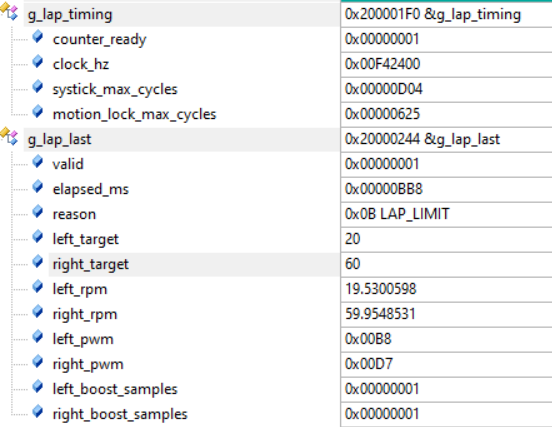 g_lap_timing 0x200001F0 &g_lap_timing
counter_ready 0x00000001
clock_hz 0x00F42400
systick_max_cycles 0x00000D04
motion_lock_max_cycles 0x00000625
g_lap_last 0x20000244 &g_lap_last
valid 0x00000001
elapsed_ms 0x00000BB8
reason 0x0B LAP_LIMIT
left_target 20
right_target 60
left_rpm 19.5300598
right_rpm 59.9548531
left_pwm 0x00B8
right_pwm 0x00D7
left_boost_samples 0x00000001
right_boost_samples 0x00000001